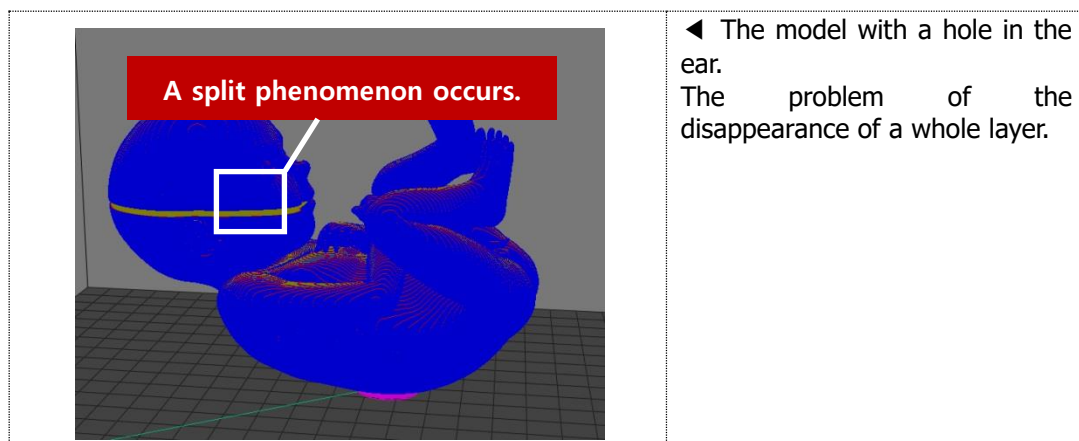 A split phenomenon occurs.
◀ The model with a hole in the
ear.
The problem of the
disappearance of a whole layer.